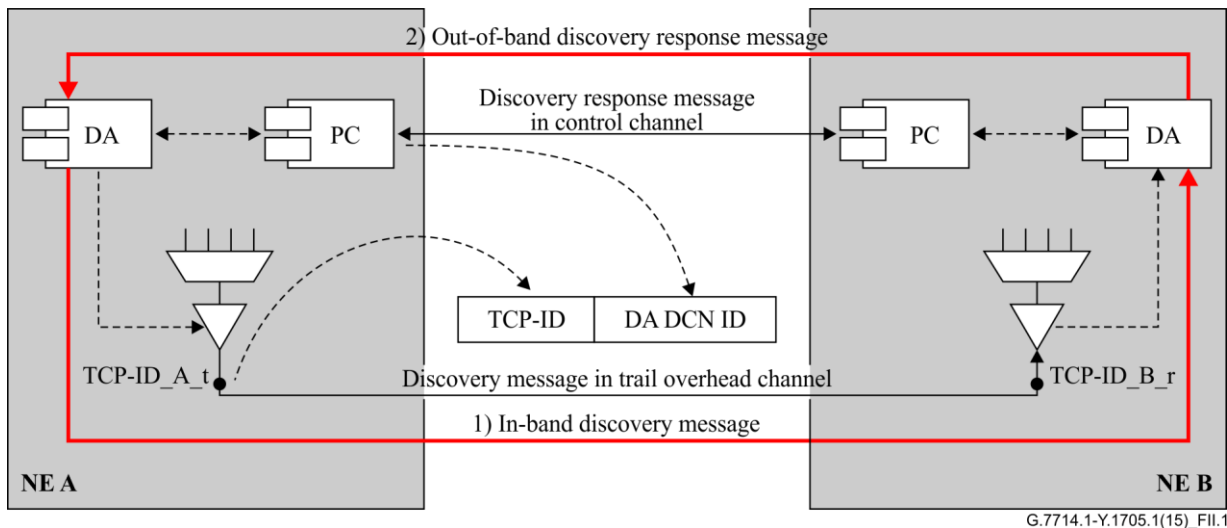 2) Out-of-band discovery response message
Discovery response message
in control channel
DA
PC
PC
DA
TCP-ID
DA DCN ID
TCP-ID_A_t
Discovery message in trail overhead channel
TCP-ID_B_r
1) In-band discovery message
NE A
NE B
G.7714.1-Y.1705.1(15)_FII.1